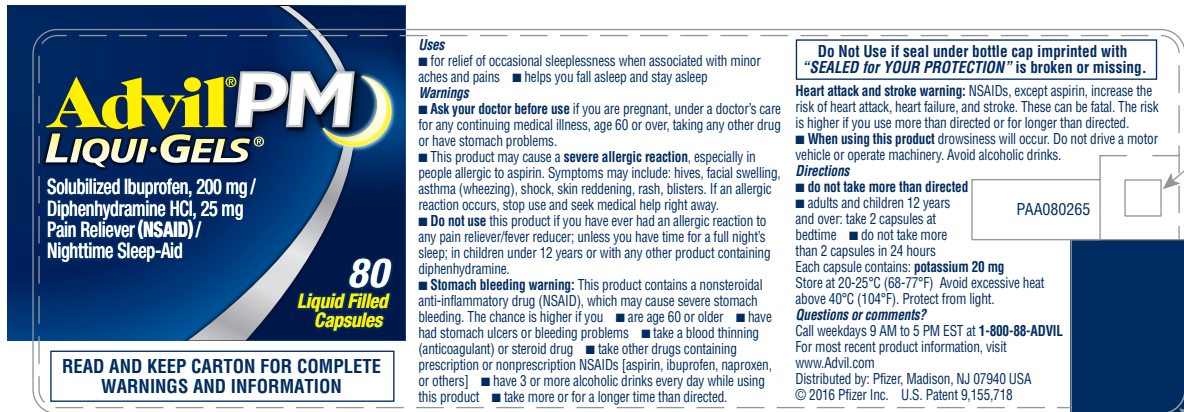 Advil® PM
LIQUI·GELS®
Solubilized Ibuprofen, 200 mg /
Diphenhydramine HCl, 25 mg
Pain Reliever (NSAID) /
Nighttime Sleep-Aid
80
Liquid Filled
Capsules
READ AND KEEP CARTON FOR COMPLETE
WARNINGS AND INFORMATION
Uses
■ for relief of occasional sleeplessness when associated with minor
aches and pains ■ helps you fall asleep and stay asleep
Warnings
■ Ask your doctor before use if you are pregnant, under a doctor's care
for any continuing medical illness, age 60 or over, taking any other drug
or have stomach problems.
■ This product may cause a severe allergic reaction, especially in
people allergic to aspirin. Symptoms may include: hives, facial swelling,
asthma (wheezing), shock, skin reddening, rash, blisters. If an allergic
reaction occurs, stop use and seek medical help right away.
■ Do not use this product if you have ever had an allergic reaction to
any pain reliever/fever reducer; unless you have time for a full night's
sleep; in children under 12 years or with any other product containing
diphenhydramine.
■ Stomach bleeding warning: This product contains a nonsteroidal
anti-inflammatory drug (NSAID), which may cause severe stomach
bleeding. The chance is higher if you ■ are age 60 or older ■ have
had stomach ulcers or bleeding problems ■ take a blood thinning
(anticoagulant) or steroid drug ■ take other drugs containing
prescription or nonprescription NSAIDs [aspirin, ibuprofen, naproxen,
or others] ■ have 3 or more alcoholic drinks every day while using
this product ■ take more or for a longer time than directed.
Do Not Use if seal under bottle cap imprinted with
"SEALED for YOUR PROTECTION" is broken or missing.
Heart attack and stroke warning: NSAIDs, except aspirin, increase the
risk of heart attack, heart failure, and stroke. These can be fatal. The risk
is higher if you use more than directed or for longer than directed.
■ When using this product drowsiness will occur. Do not drive a motor
vehicle or operate machinery. Avoid alcoholic drinks.
Directions
■ do not take more than directed
■ adults and children 12 years
and over: take 2 capsules at
bedtime ■ do not take more
than 2 capsules in 24 hours
Each capsule contains: potassium 20 mg
Store at 20-25°C (68-77°F) Avoid excessive heat
above 40°C (104°F). Protect from light.
Questions or comments?
Call weekdays 9 AM to 5 PM EST at 1-800-88-ADVIL
For most recent product information, visit
www.Advil.com
Distributed by: Pfizer, Madison, NJ 07940 USA
© 2016 Pfizer Inc. U.S. Patent 9,155,718
PAA080265